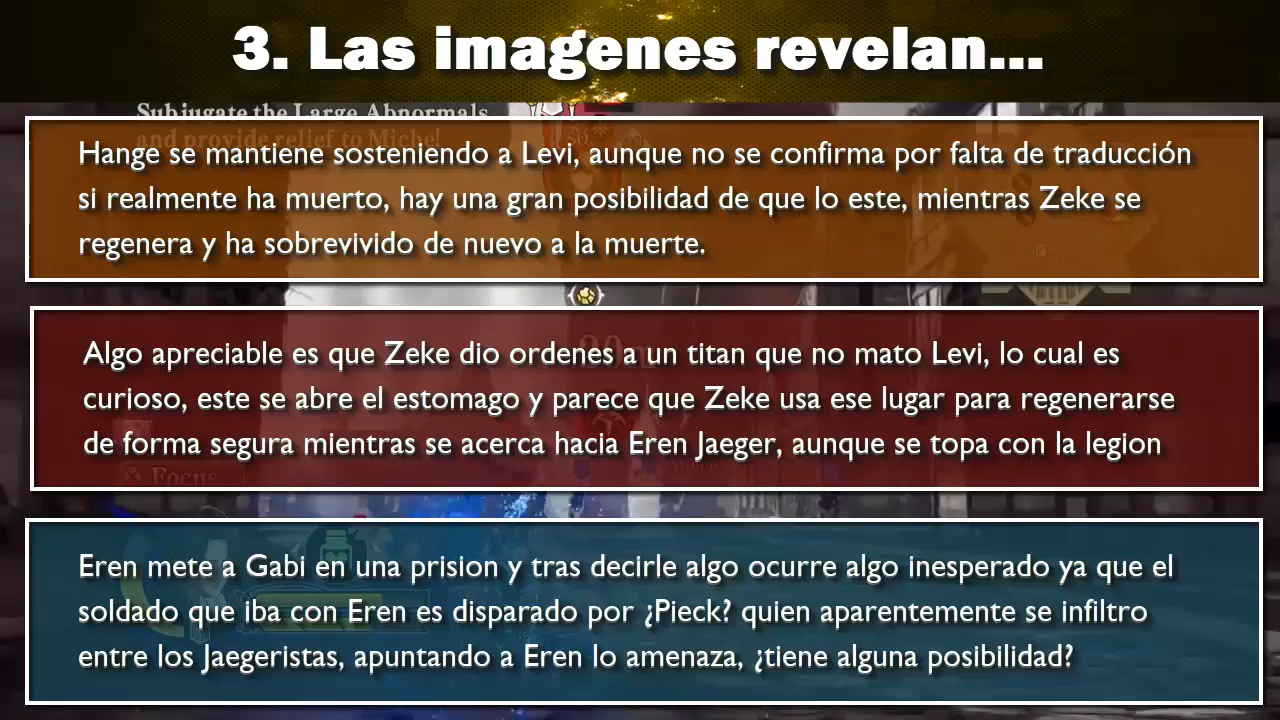 3. Las imagenes revelan...
Subjugate the Large Abnormals
and provide relief to Miche!
Hange se mantiene sosteniendo a Levi, aunque no se confirma por falta de traducción
si realmente ha muerto, hay una gran posibilidad de que lo este, mientras Zeke se
regenera y ha sobrevivido de nuevo a la muerte.
Algo apreciable es que Zeke dio ordenes a un titan que no mato Levi, lo cual es
curioso, este se abre el estomago y parece que Zeke usa ese lugar para regenerarse
de forma segura mientras se acerca hacia Eren Jaeger, aunque se topa con la legion
Focus
Eren mete a Gabi en una prision y tras decirle algo ocurre algo inesperado ya que el
soldado que iba con Eren es disparado por ¿Pieck? quien aparentemente se infiltro
entre los Jaegeristas, apuntando a Eren lo amenaza, ¿tiene alguna posibilidad?